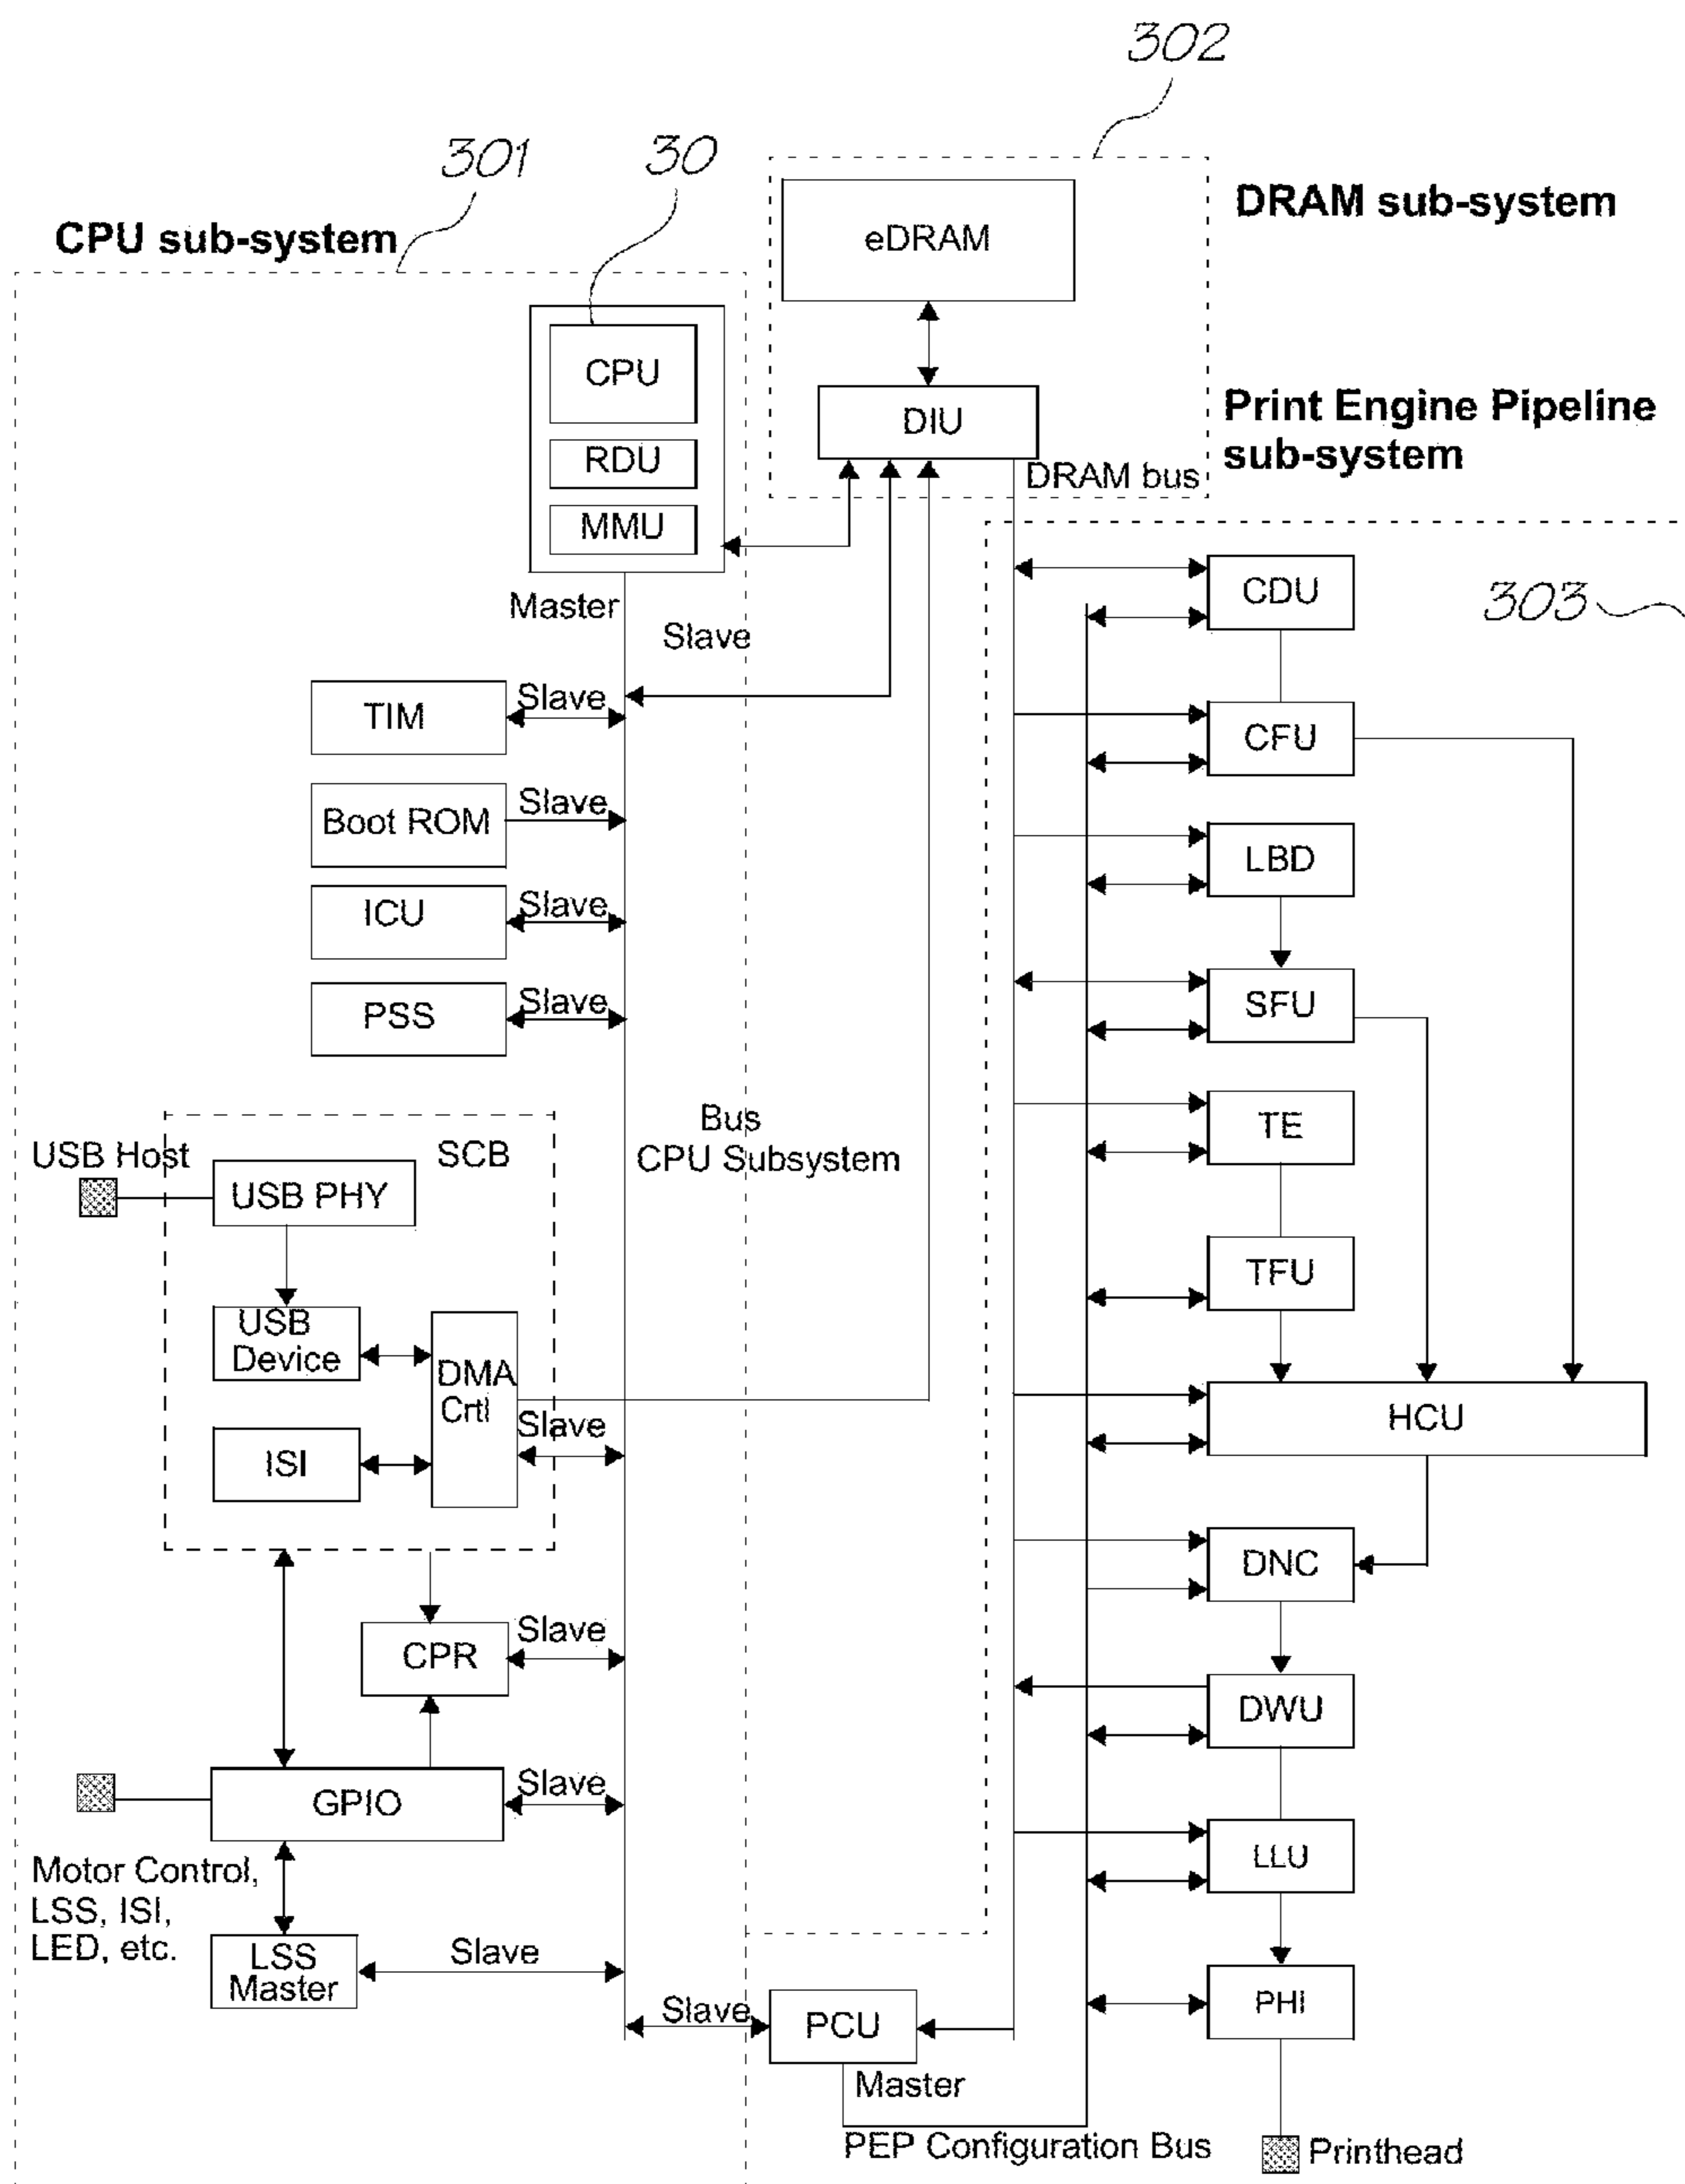 302
301
30
CPU sub-system
DRAM sub-system
eDRAM
CPU
DIU
Print Engine Pipeline
sub-system
RDU
DRAM bus
MMU
CDU
303
Master
Slave
TIM
Slave
CFU
Boot ROM
Slave
LBD
ICU
Slave
PSS
Slave
SFU
Bus
CPU Subsystem
TE
USB Host
SCB
USB PHY
TFU
USB
Device
DMA
Crtl
Slave
HCU
ISI
DNC
CPR
Slave
DWU
GPIO
Slave
LLU
Motor Control,
LSS, ISI,
LED, etc.
LSS
Master
Slave
PHI
Slave
PCU
Master
PEP Configuration Bus
Printhead